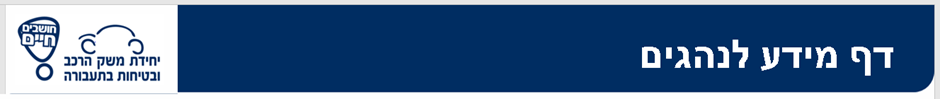 דף מידע לנהגים
חושבים
חיים
יחידת משק הרכב
ובטיחות בתעבורה